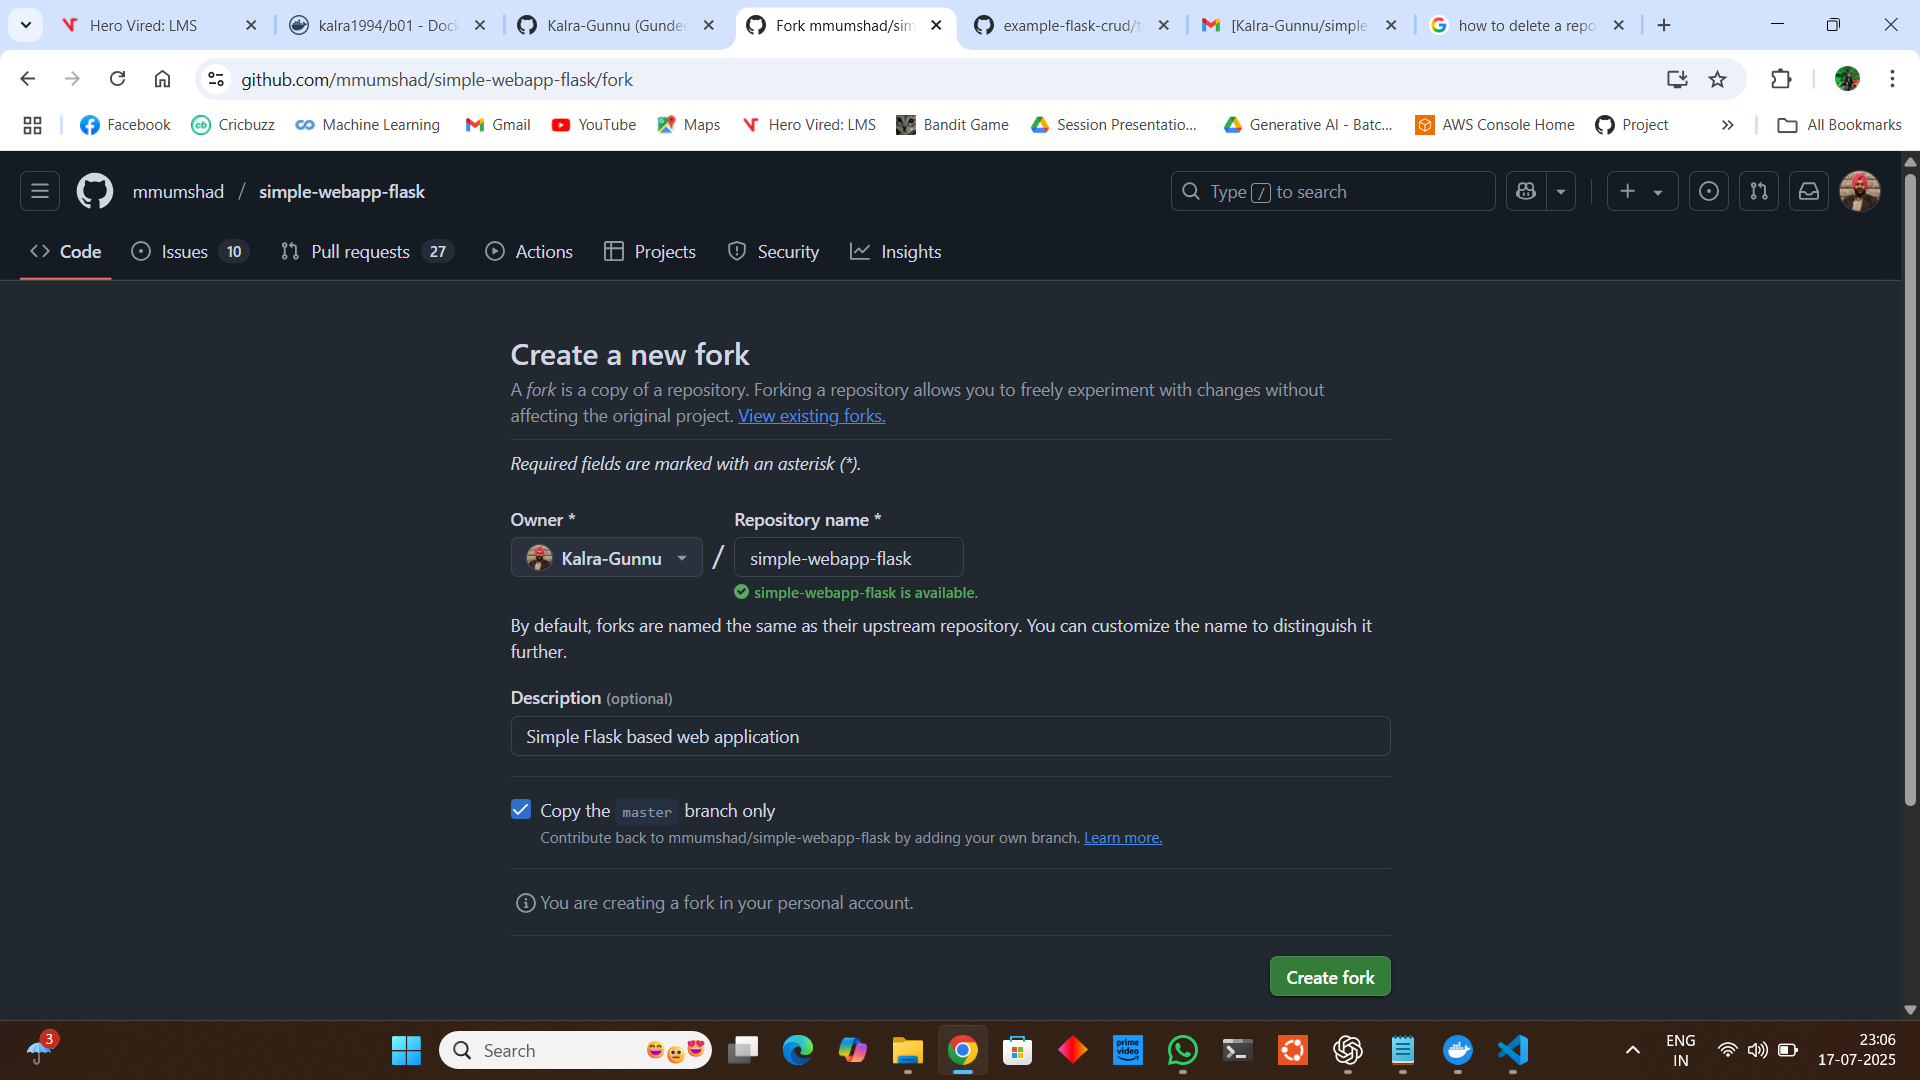 Hero Vired: LMS
kalra1994/b01 - Doc
Kalra-Gunnu (Gunde
Fork mmumshad/sim
example-flask-crud/t
[Kalra-Gunnu/simple
how to delete a repo
github.com/mmumshad/simple-webapp-flask/fork
Facebook
Cricbuzz
Machine Learning
Gmail
YouTube
Maps
Hero Vired: LMS
Bandit Game
Session Presentatio...
Generative AI - Batc...
AWS Console Home
Project
All Bookmarks
mmumshad / simple-webapp-flask
Type / to search
Code
Issues 10
Pull requests 27
Actions
Projects
Security
Insights
Create a new fork
A fork is a copy of a repository. Forking a repository allows you to freely experiment with changes without
affecting the original project. View existing forks.
Required fields are marked with an asterisk (*).
Owner *
Repository name *
Kalra-Gunnu / simple-webapp-flask
simple-webapp-flask is available.
By default, forks are named the same as their upstream repository. You can customize the name to distinguish it
further.
Description (optional)
Simple Flask based web application
Copy the master branch only
Contribute back to mmumshad/simple-webapp-flask by adding your own branch. Learn more.
You are creating a fork in your personal account.
Create fork
3
Search
prime video
ENG
IN
23:06
17-07-2025